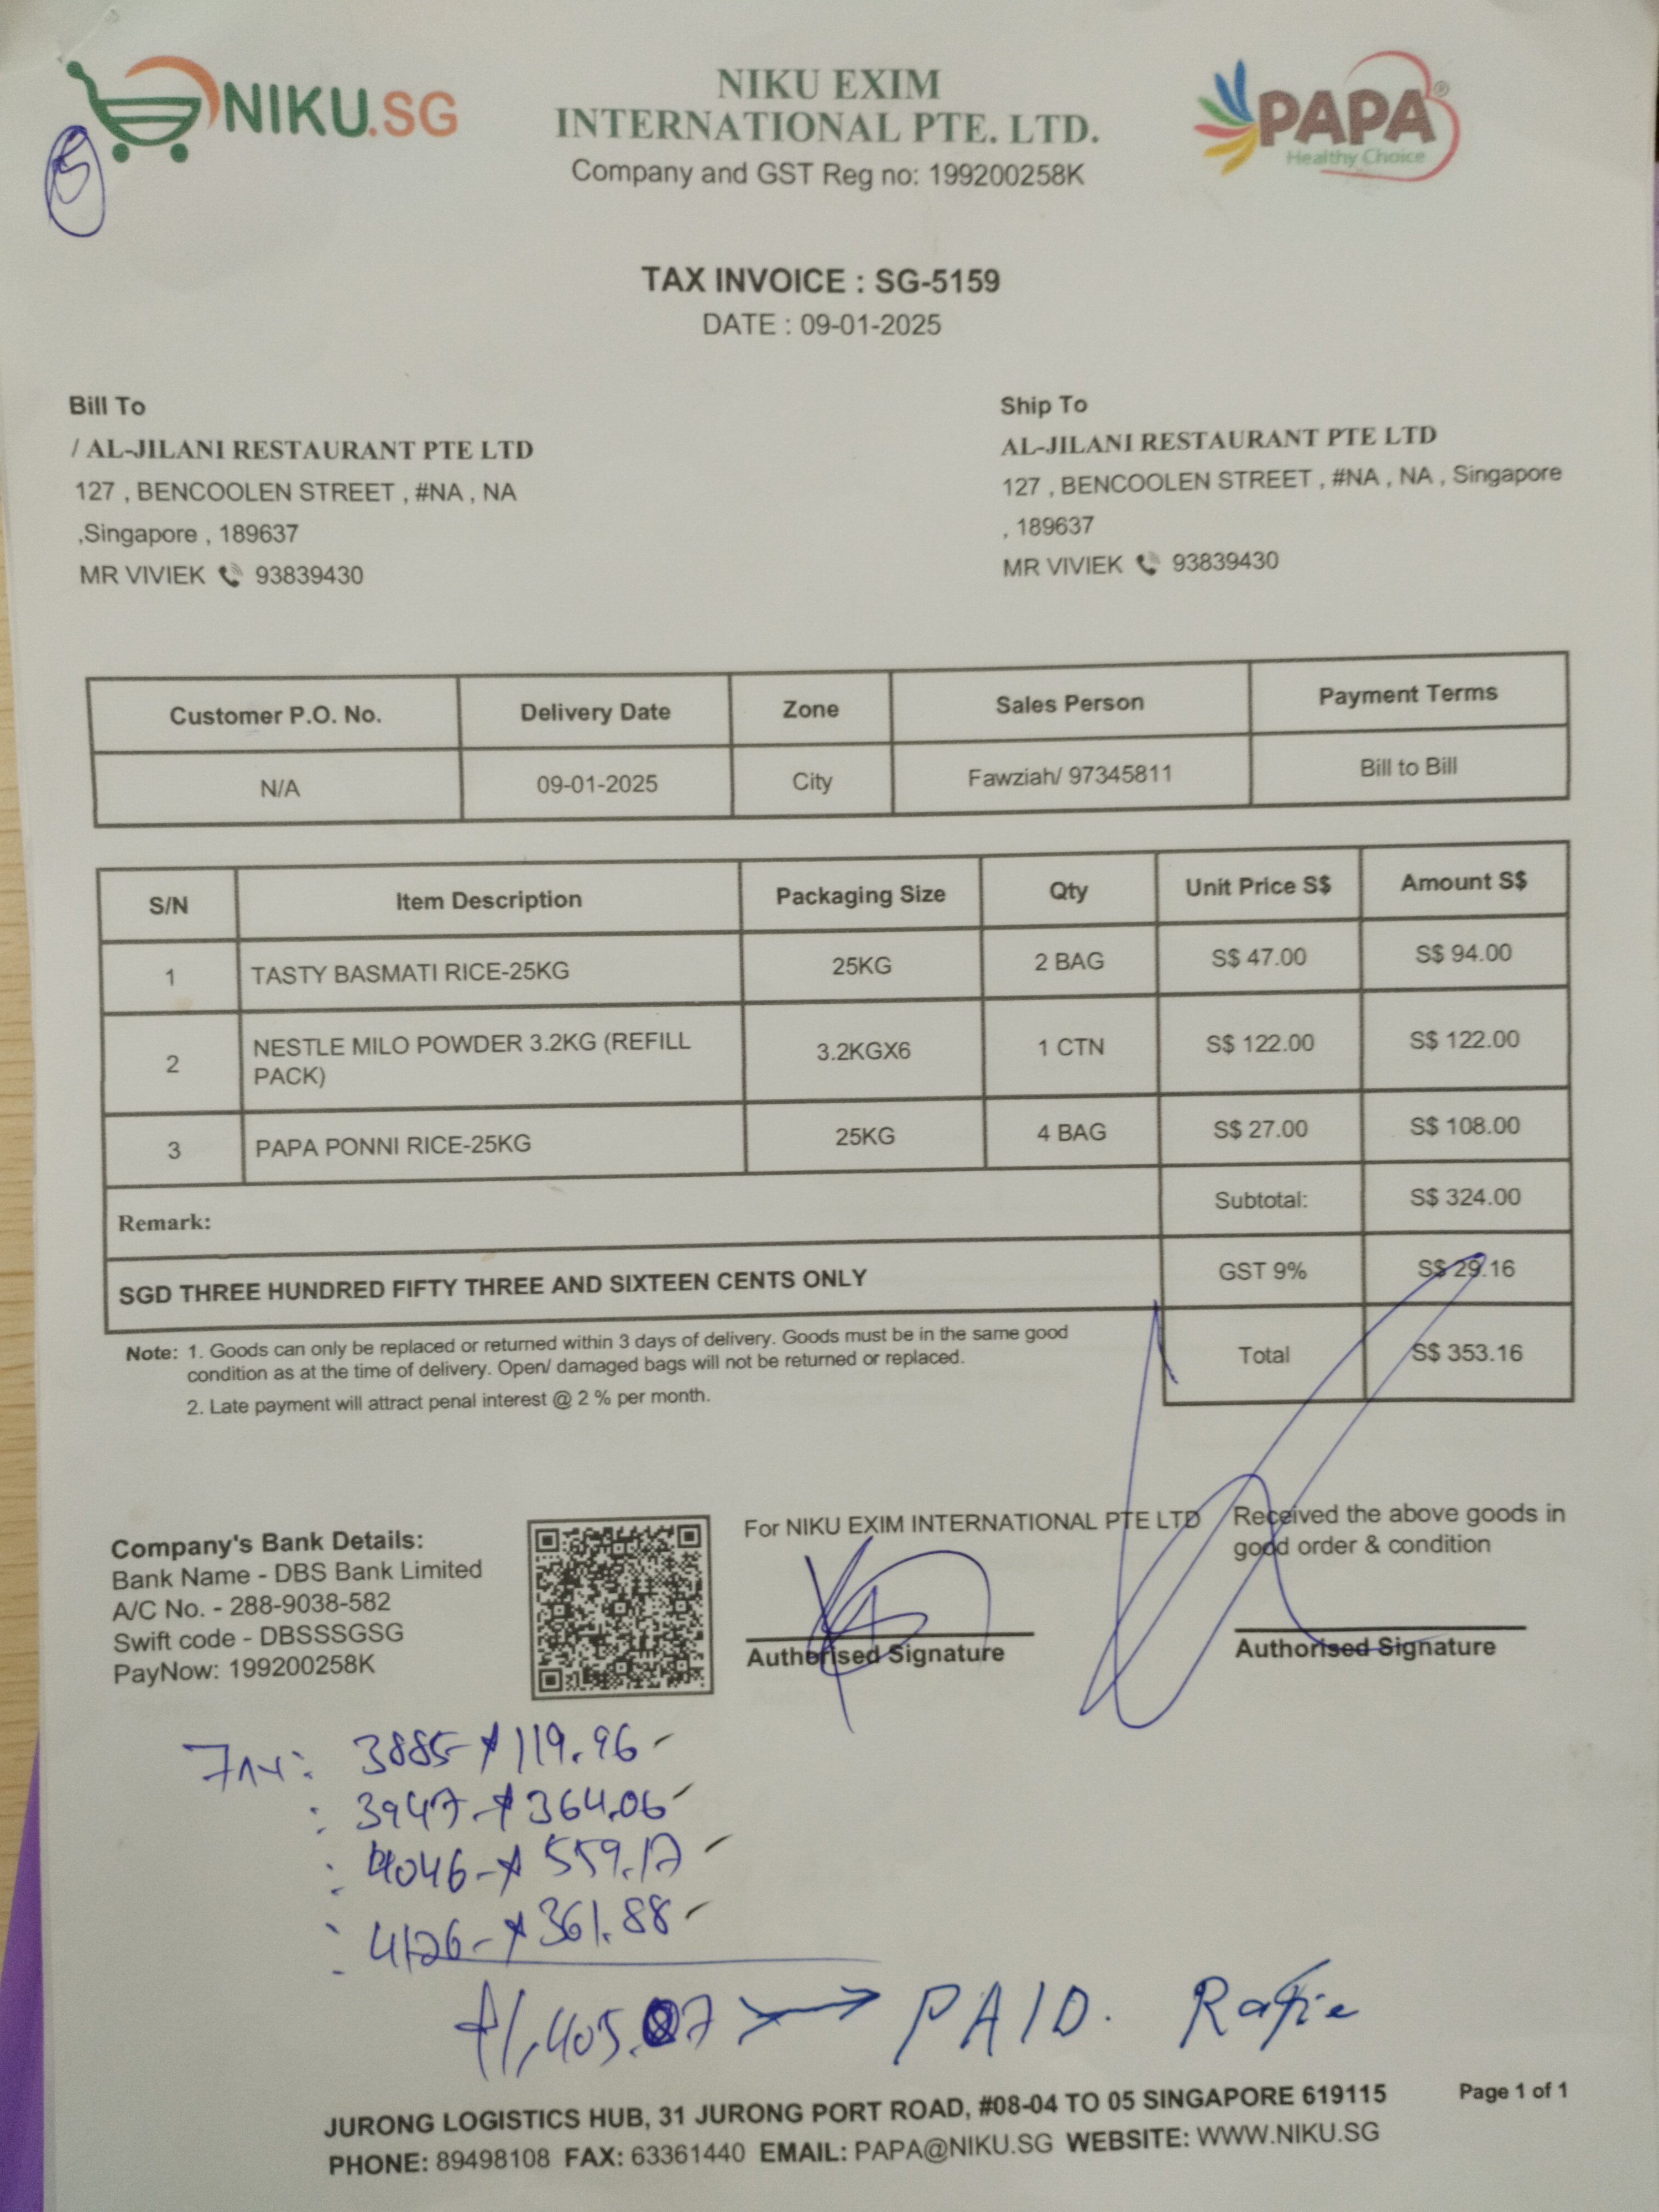 NIKU.SG
NIKU EXIM
INTERNATIONAL PTE. LTD.
Company and GST Reg no: 199200258K
PAPA®
Healthy Choice
5
TAX INVOICE : SG-5159
DATE : 09-01-2025
Bill To
/ AL-JILANI RESTAURANT PTE LTD
127 , BENCOOLEN STREET , #NA , NA
,Singapore , 189637
MR VIVIEK 93839430
Ship To
AL-JILANI RESTAURANT PTE LTD
127 , BENCOOLEN STREET , #NA , NA , Singapore
, 189637
MR VIVIEK 93839430
Customer P.O. No. Delivery Date Zone Sales Person Payment Terms
N/A 09-01-2025 City Fawziah/ 97345811 Bill to Bill
S/N Item Description Packaging Size Qty Unit Price S$ Amount S$
1 TASTY BASMATI RICE-25KG 25KG 2 BAG S$ 47.00 S$ 94.00
2 NESTLE MILO POWDER 3.2KG (REFILL PACK) 3.2KGX6 1 CTN S$ 122.00 S$ 122.00
3 PAPA PONNI RICE-25KG 25KG 4 BAG S$ 27.00 S$ 108.00
Remark: Subtotal: S$ 324.00
SGD THREE HUNDRED FIFTY THREE AND SIXTEEN CENTS ONLY GST 9% S$ 29.16
Total S$ 353.16
Note: 1. Goods can only be replaced or returned within 3 days of delivery. Goods must be in the same good
condition as at the time of delivery. Open/ damaged bags will not be returned or replaced.
2. Late payment will attract penal interest @ 2 % per month.
Company's Bank Details:
Bank Name - DBS Bank Limited
A/C No. - 288-9038-582
Swift code - DBSSSGSG
PayNow: 199200258K
For NIKU EXIM INTERNATIONAL PTE LTD
Authorised Signature
Received the above goods in
good order & condition
Authorised Signature
3885-$119.96
: 3947-$364.06
: 4046-$559.17
: 4126-$361.88
$1,405.07 → PAID.
JURONG LOGISTICS HUB, 31 JURONG PORT ROAD, #08-04 TO 05 SINGAPORE 619115
Page 1 of 1
PHONE: 89498108 FAX: 63361440 EMAIL: PAPA@NIKU.SG WEBSITE: WWW.NIKU.SG